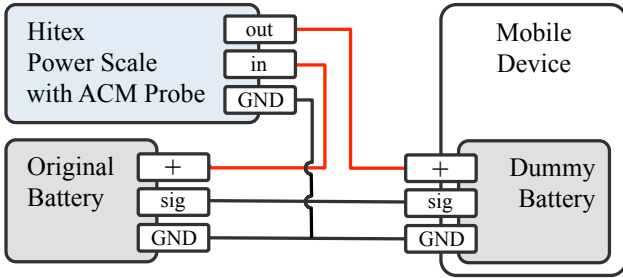 Hitex
Power Scale
with ACM Probe
out
in
GND
Mobile
Device
Original
Battery
+
sig
GND
+
sig
GND
Dummy
Battery